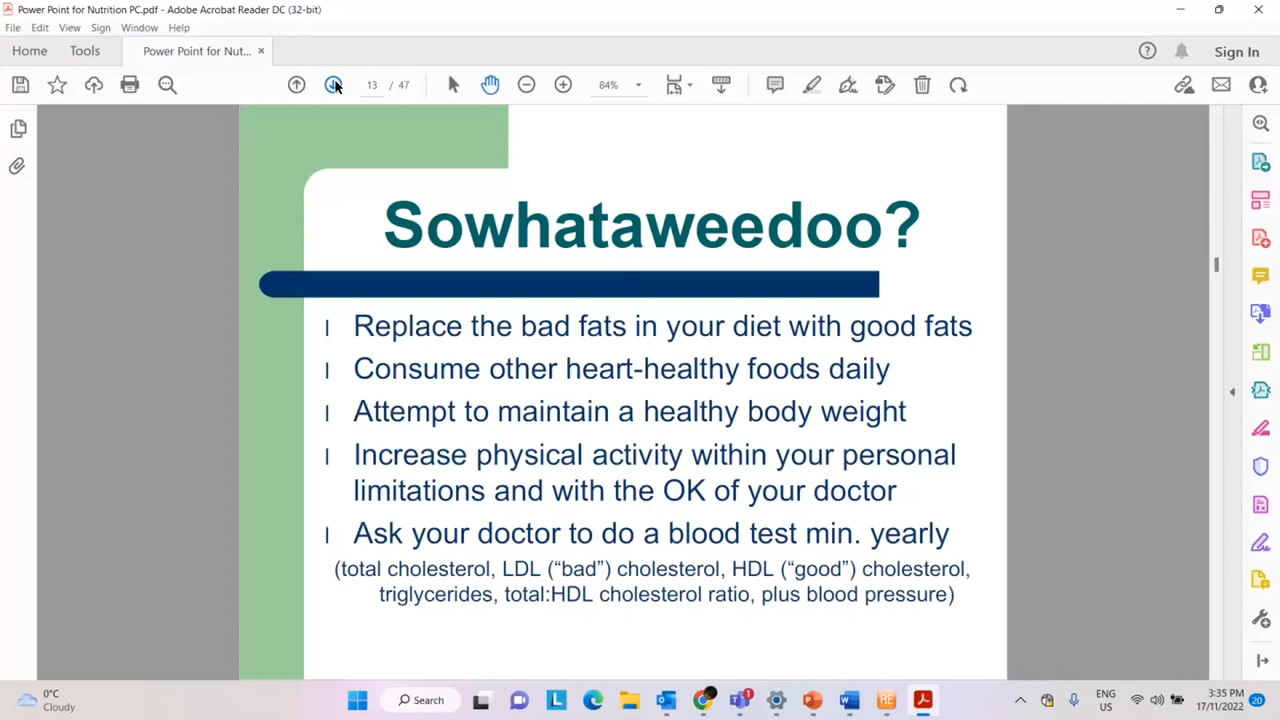 Power Point for Nutrition PC.pdf - Adobe Acrobat Reader DC (32-bit)
File Edit View Sign Window Help
Home Tools Power Point for Nut... × Sign In
13 / 47 84%
Sowhataweedoo?
l Replace the bad fats in your diet with good fats
l Consume other heart-healthy foods daily
l Attempt to maintain a healthy body weight
l Increase physical activity within your personal
limitations and with the OK of your doctor
l Ask your doctor to do a blood test min. yearly
(total cholesterol, LDL (“bad”) cholesterol, HDL (“good”) cholesterol,
triglycerides, total:HDL cholesterol ratio, plus blood pressure)
0°C
Cloudy
Search
ENG
US
3:35 PM
17/11/2022
20